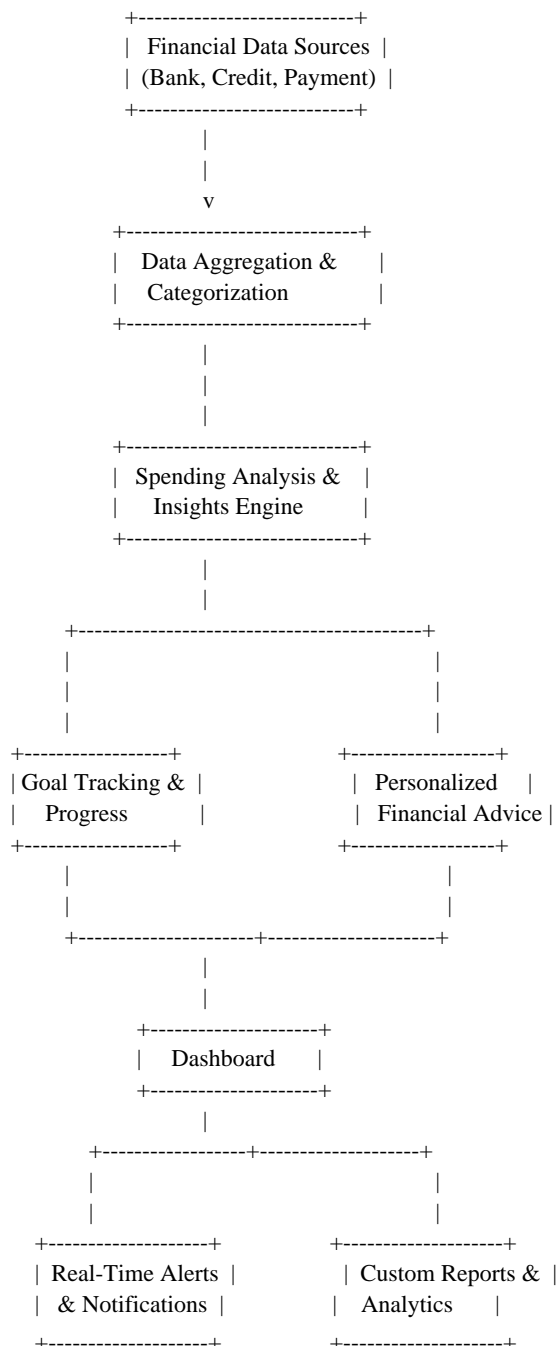 +---------------------------+
| Financial Data Sources |
| (Bank, Credit, Payment) |
+---------------------------+
|
|
v
+-----------------------------+
| Data Aggregation & |
| Categorization |
+-----------------------------+
|
|
|
+-----------------------------+
| Spending Analysis & |
| Insights Engine |
+-----------------------------+
|
|
+------------------------------------------+
| |
| |
| |
+------------------+ +------------------+
| Goal Tracking & | | Personalized |
| Progress | | Financial Advice |
+------------------+ +------------------+
| |
| |
+----------------------+----------------------+
|
|
+---------------------+
| Dashboard |
+---------------------+
|
+------------------+--------------------+
| |
| |
+--------------------+ +---------------------+
| Real-Time Alerts | | Custom Reports & |
| & Notifications | | Analytics |
+--------------------+ +---------------------+